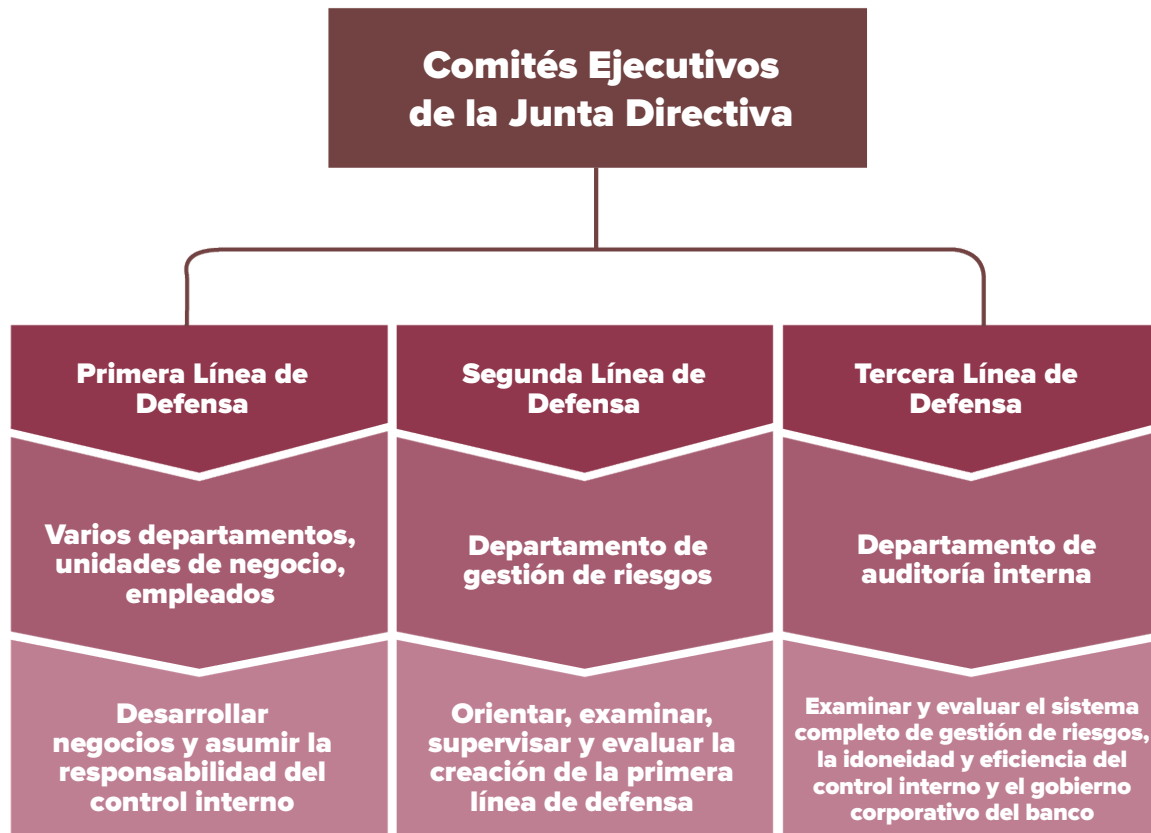 Comités Ejecutivos
de la Junta Directiva
Primera Línea de
Defensa
Varios departamentos,
unidades de negocio,
empleados
Desarrollar
negocios y asumir la
responsabilidad del
control interno
Segunda Línea de
Defensa
Departamento de
gestión de riesgos
Orientar, examinar,
supervisar y evaluar la
creación de la primera
línea de defensa
Tercera Línea de
Defensa
Departamento de
auditoría interna
Examinar y evaluar el sistema
completo de gestión de riesgos,
la idoneidad y eficiencia del
control interno y el gobierno
corporativo del banco